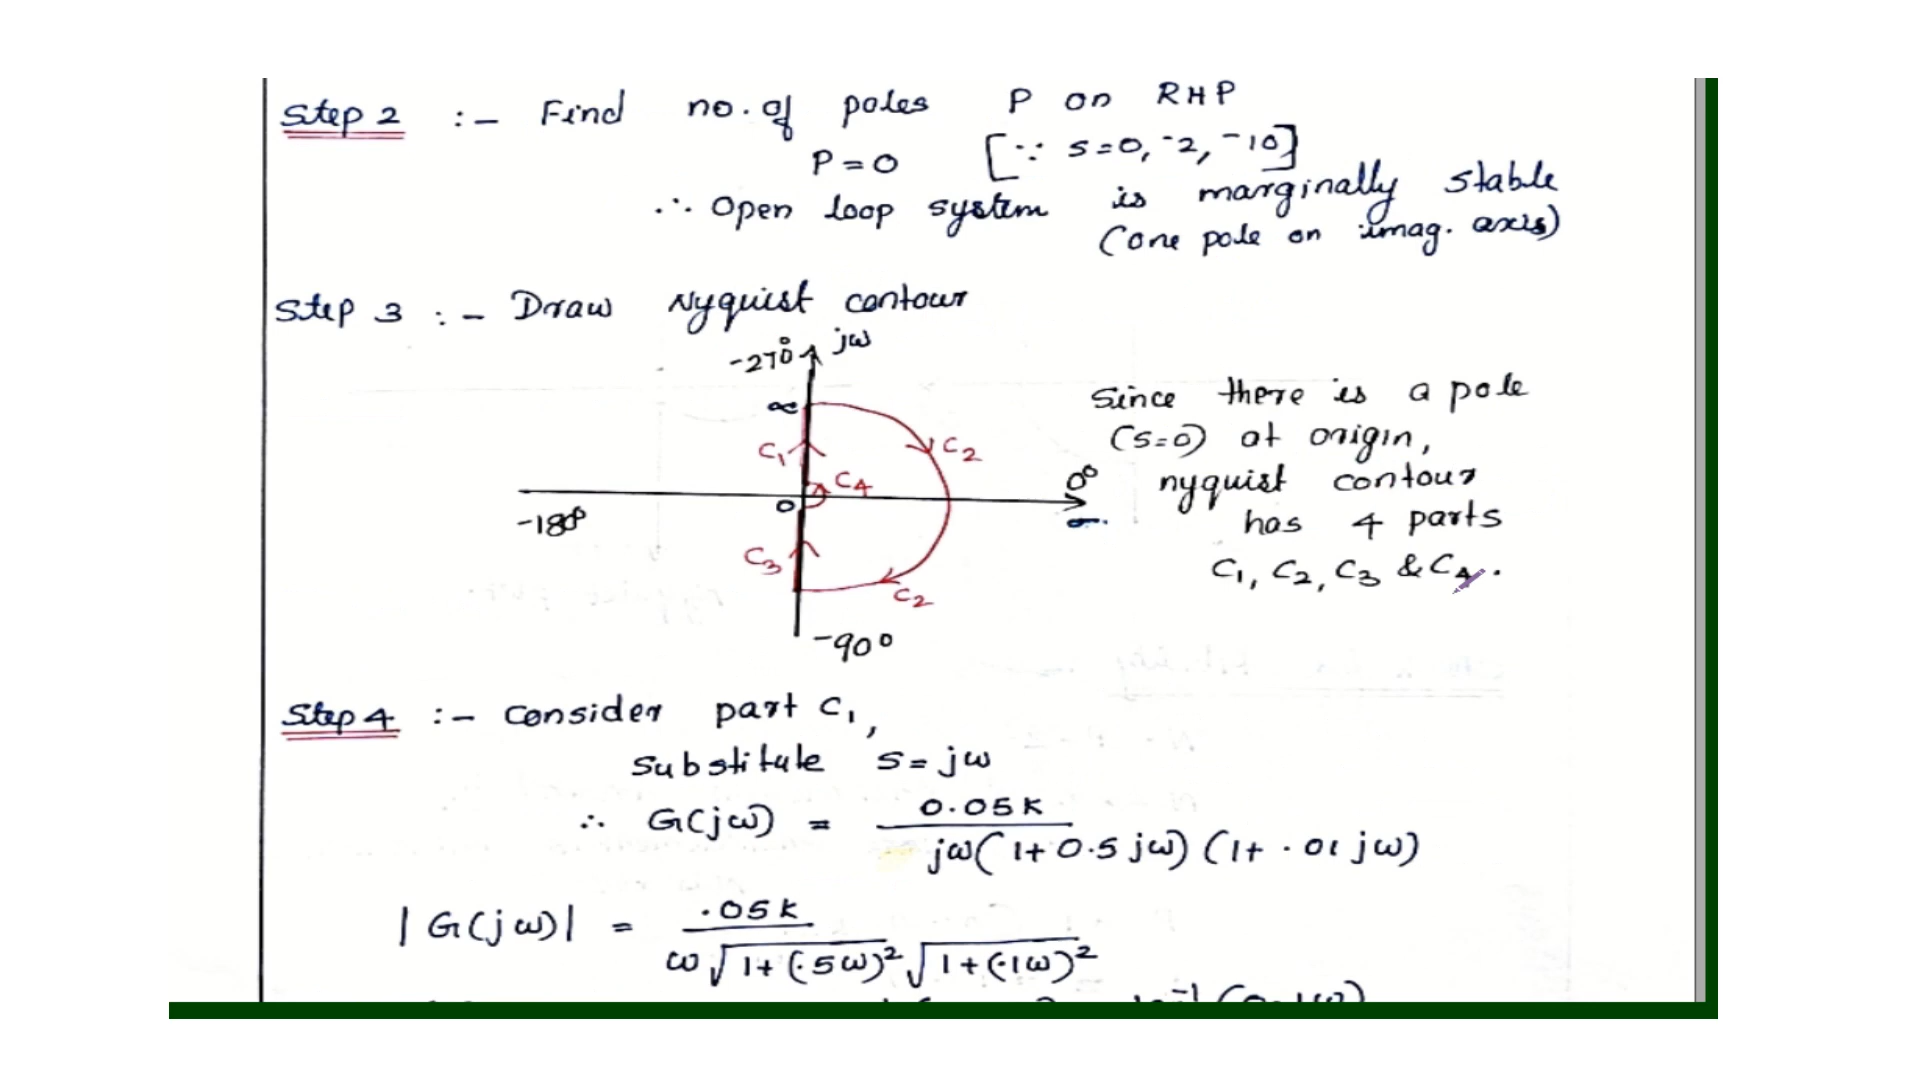 Step 2 :- Find no. of poles P on RHP
P = 0 [∵ s=0, -2, -10]
∴ Open loop system is marginally stable
(one pole on imag. axis)
Step 3 :- Draw Nyquist contour
-270° jω
∞
C1 C2
C4 0°
0 σ
-180°
C3
C2
-90°
Since there is a pole
(s=0) at origin,
nyquist contour
has 4 parts
C1, C2, C3 & C4.
Step 4 :- Consider part C1,
Substitute s = jω
∴ G(jω) = 0.05K / jω(1+0.5jω)(1+.01jω)
|G(jω)| = .05K / ω√1+(.5ω)² √1+(.1ω)²